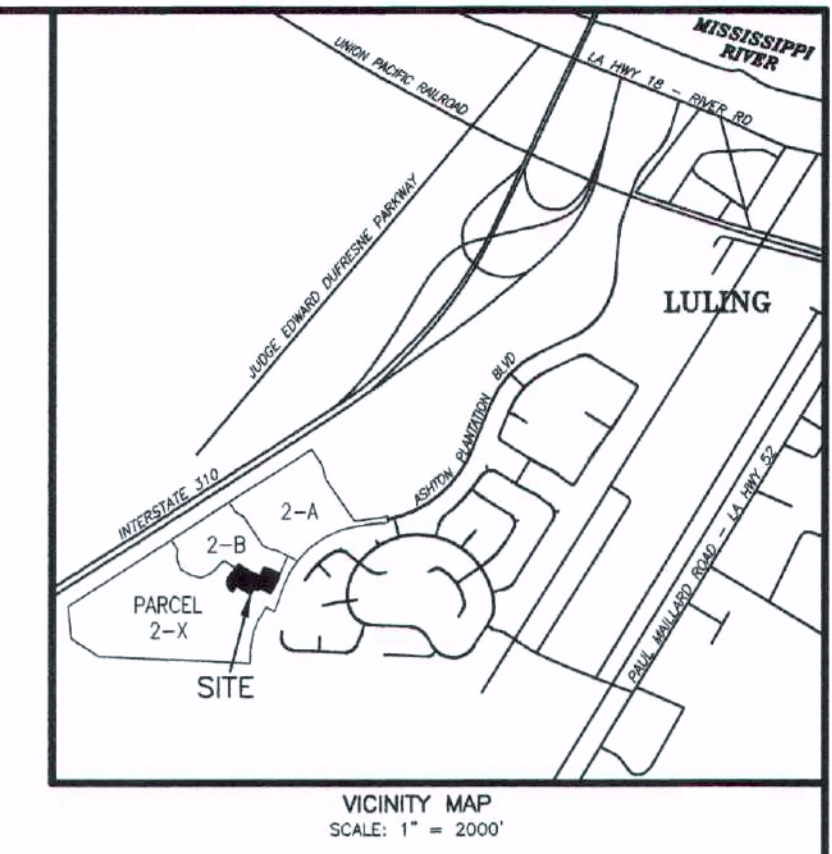 MISSISSIPPI
RIVER
UNION PACIFIC RAILROAD
LA HWY 18 - RIVER RD
JUDGE EDWARD DUFRESNE PARKWAY
LULING
ASHTON PLANTATION BLVD
INTERSTATE 310
2-A
2-B
PARCEL
2-X
SITE
PAUL MAILLARD ROAD - LA HWY 52
VICINITY MAP
SCALE: 1" = 2000'